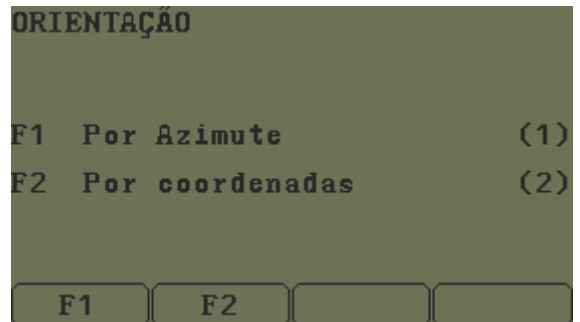 ORIENTAÇÃO
F1 Por Azimute (1)
F2 Por coordenadas (2)
F1 F2